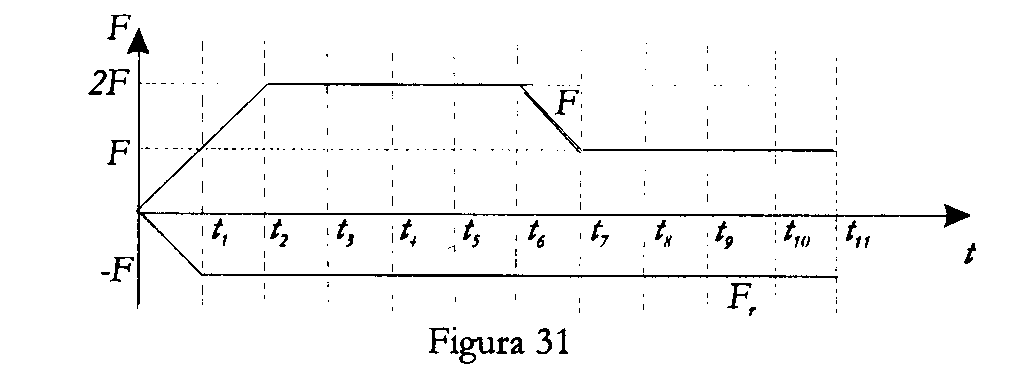 F
2F
F
F
t₁ t₂ t₃ t₄ t₅ t₆ t₇ t₈ t₉ t₁₀ t₁₁
t
-F
Fᵣ
Figura 31